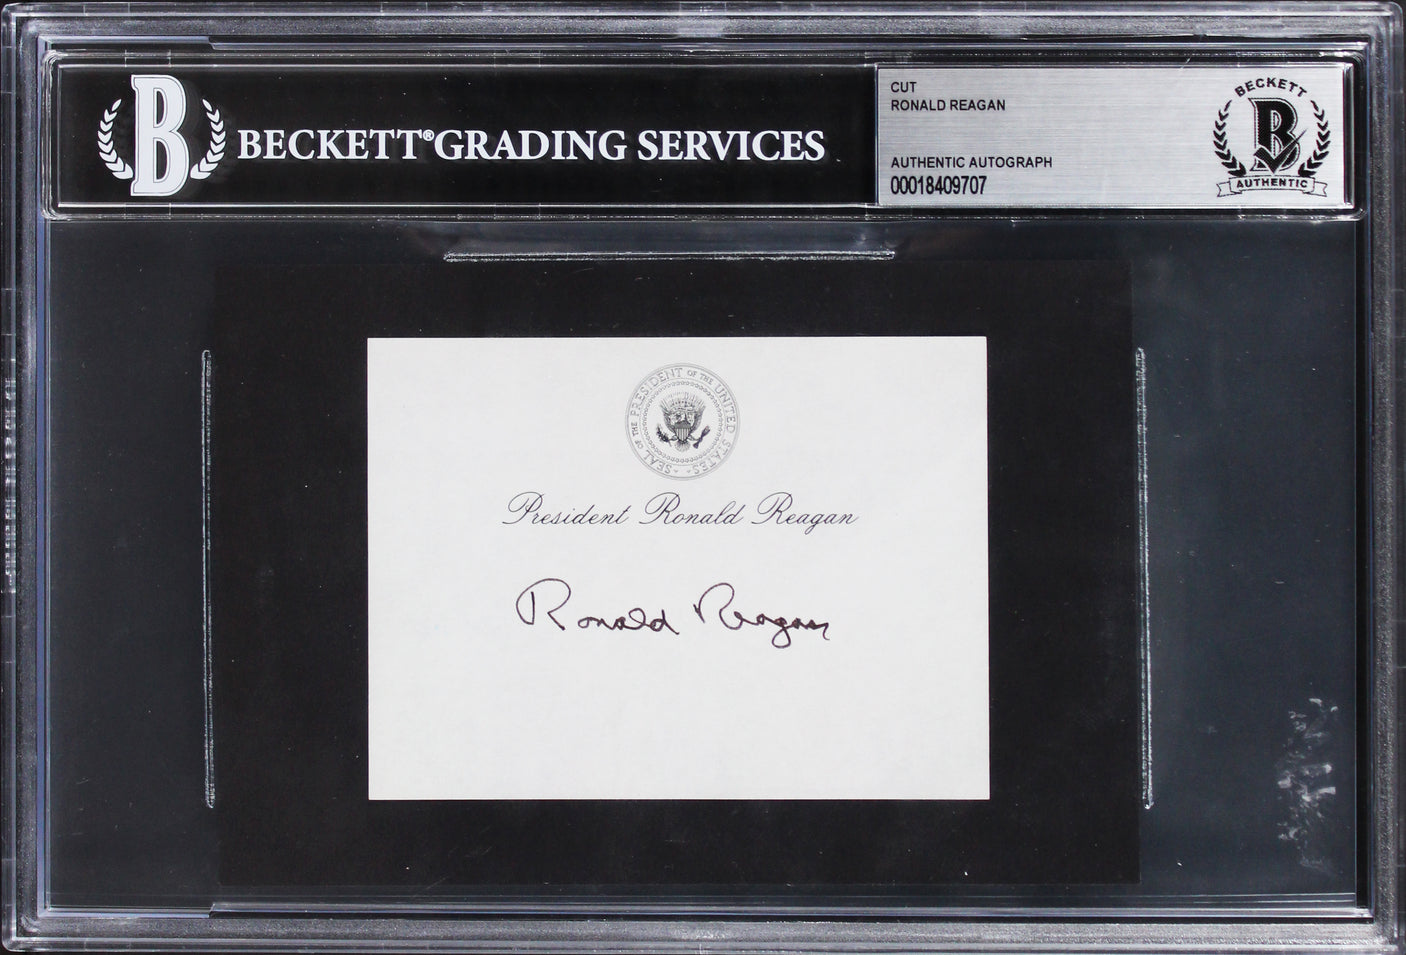 B
BECKETT®GRADING SERVICES
CUT
RONALD REAGAN
AUTHENTIC AUTOGRAPH
00018409707
BECKETT
B
AUTHENTIC
SEAL OF THE PRESIDENT OF THE UNITED STATES
President Ronald Reagan
Ronald Reagan